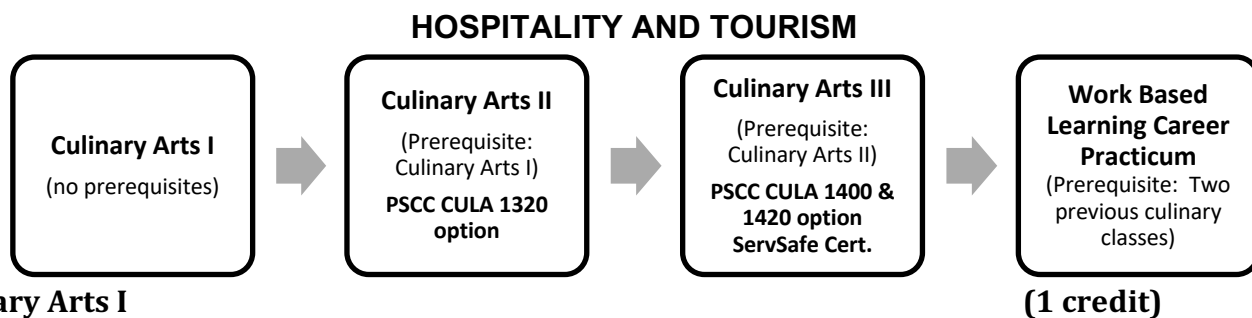 HOSPITALITY AND TOURISM
Culinary Arts I
(no prerequisites)
Culinary Arts II
(Prerequisite:
Culinary Arts I)
PSCC CULA 1320
option
Culinary Arts III
(Prerequisite:
Culinary Arts II)
PSCC CULA 1400 &
1420 option
ServSafe Cert.
Work Based
Learning Career
Practicum
(Prerequisite:  Two
previous culinary
classes)
ary Arts I (1 credit)